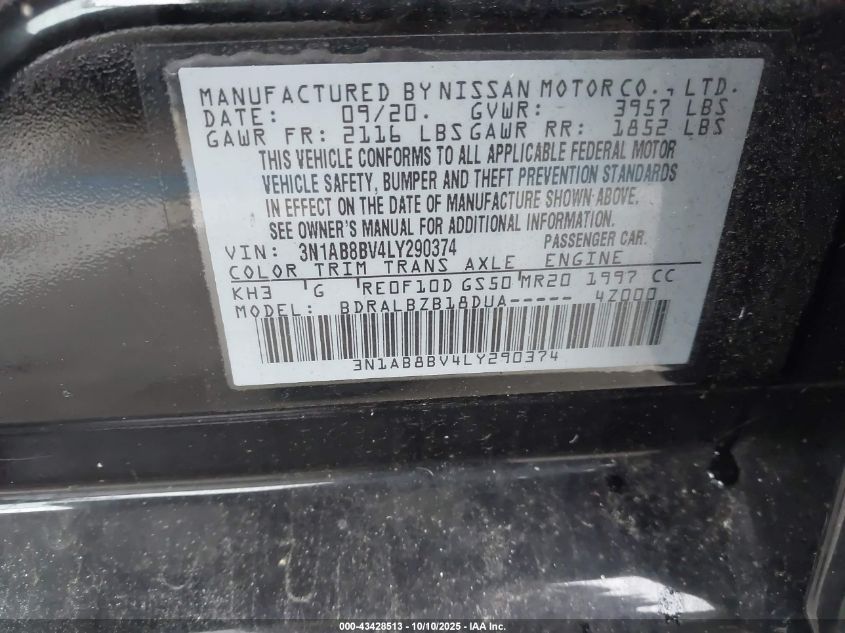 MANUFACTURED BY NISSAN MOTOR CO., LTD.
DATE: 09/20. GVWR: 3957 LBS
GAWR FR: 2116 LBS GAWR RR: 1852 LBS
THIS VEHICLE CONFORMS TO ALL APPLICABLE FEDERAL MOTOR
VEHICLE SAFETY, BUMPER AND THEFT PREVENTION STANDARDS
IN EFFECT ON THE DATE OF MANUFACTURE SHOWN ABOVE.
SEE OWNER'S MANUAL FOR ADDITIONAL INFORMATION.
VIN: 3N1AB8BV4LY290374 PASSENGER CAR.
COLOR TRIM TRANS AXLE ENGINE
KH3 G RE0F10D GS50 MR20 1997 CC
MODEL: BDRALBZB18DUA----- 4Z000
3N1AB8BV4LY290374
000-43428513 - 10/10/2025 - IAA Inc.